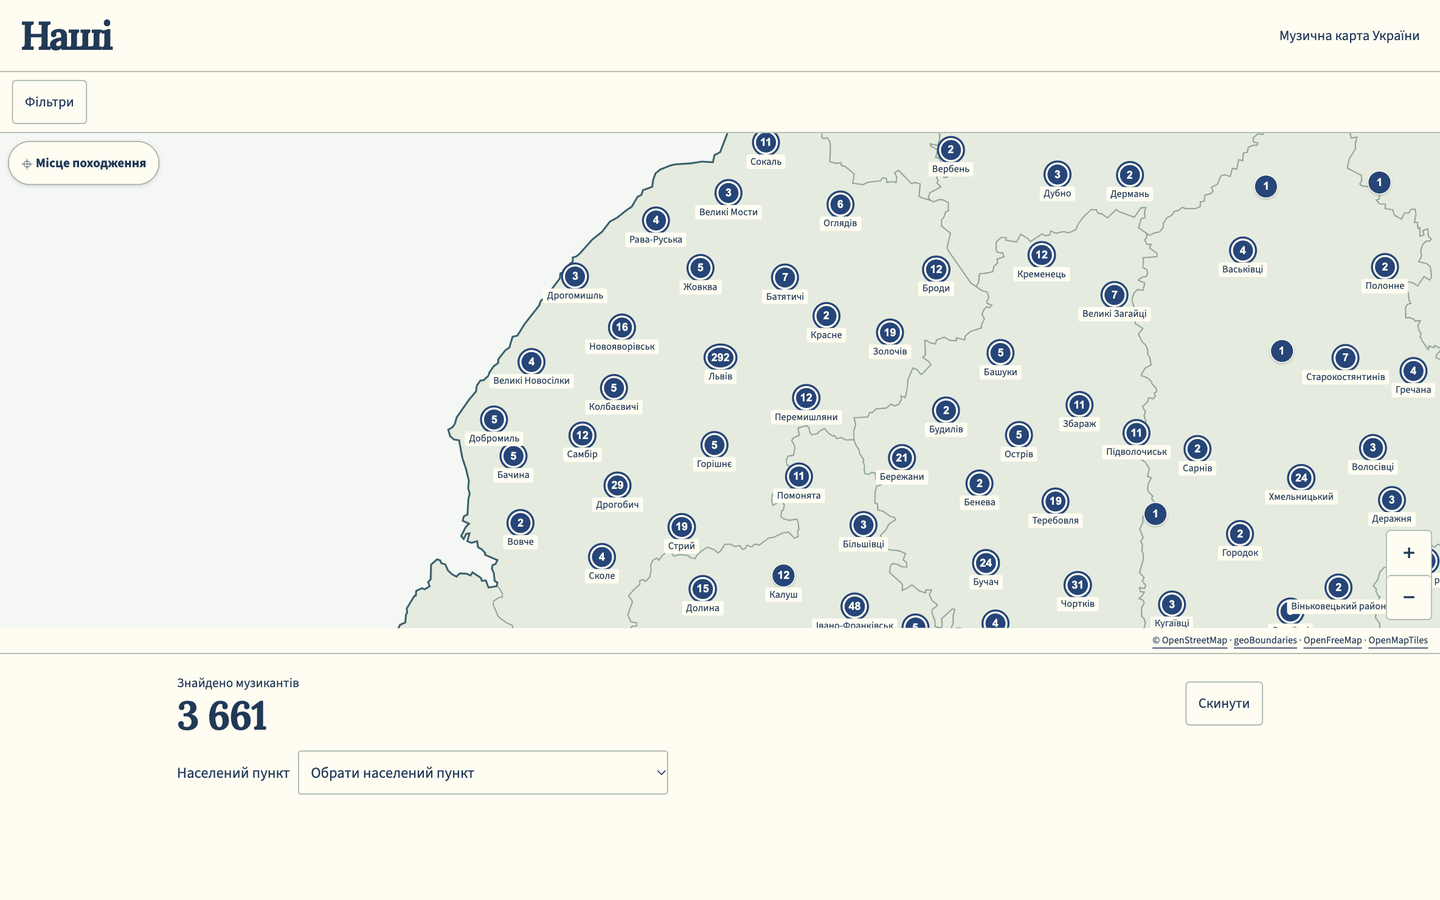 Наші
Музична карта України
Фільтри
Місце походження
11
Сокаль
2
Вербень
3
Дубно
2
Дермань
1
1
3
Великі Мости
6
Оглядів
4
Рава-Руська
4
Васьківці
12
Кременець
5
Жовква
2
Полонне
12
Броди
3
Дрогомишль
7
Батятичі
7
Великі Загайці
2
Красне
16
Новояворівськ
19
Золочів
1
5
Башуки
292
Львів
7
Старокостянтинів
4
Великі Новосілки
4
Гречана
5
Колбаєвичі
12
Перемишляни
11
Збараж
2
Будилів
5
Добромиль
11
Підволочиськ
12
Самбір
5
Острів
5
Горішнє
3
Волосівці
2
Сарнів
5
Бачина
21
Бережани
11
Помонята
24
Хмельницький
2
Бенева
29
Дрогобич
3
Деражня
19
Теребовля
1
2
Вовче
3
Більшівці
19
Стрий
2
Городок
4
Сколе
24
Бучач
12
Калуш
31
Чортків
15
Долина
2
Віньковецький район
3
Кугаївці
48
Івано-Франківськ
4
5
+
−
© OpenStreetMap · geoBoundaries · OpenFreeMap · OpenMapTiles
Знайдено музикантів
3 661
Скинути
Населений пункт
Обрати населений пункт